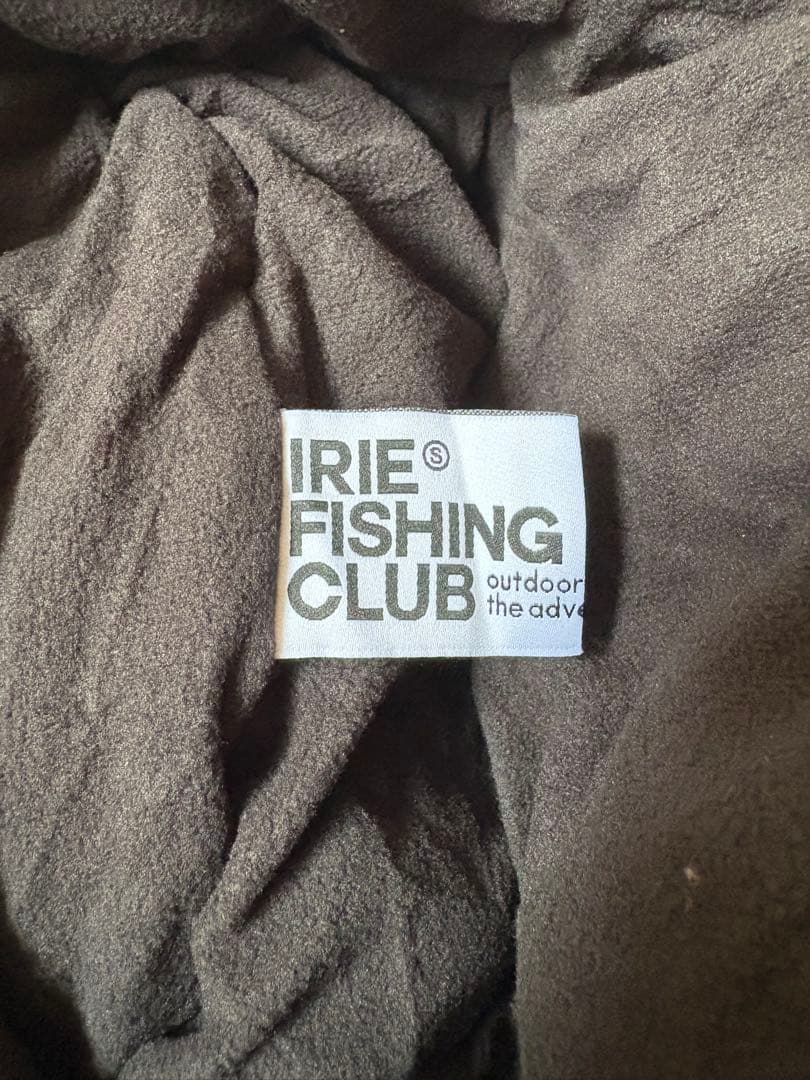 IRIE Ⓢ
FISHING
CLUB
outdoor
the adve